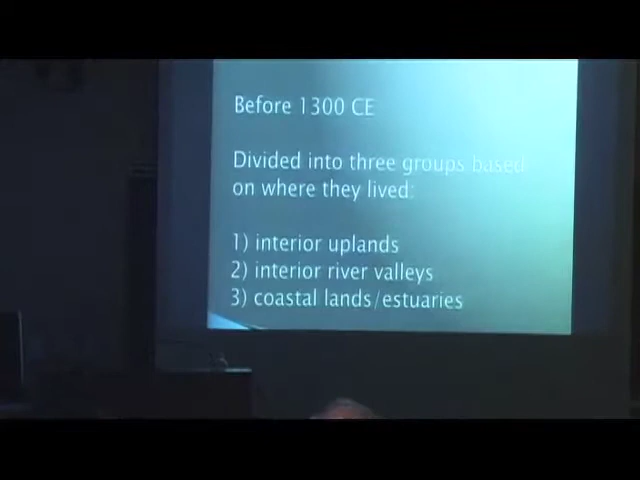 Before 1300 CE
Divided into three groups based
on where they lived:
1) interior uplands
2) interior river valleys
3) coastal lands/estuaries